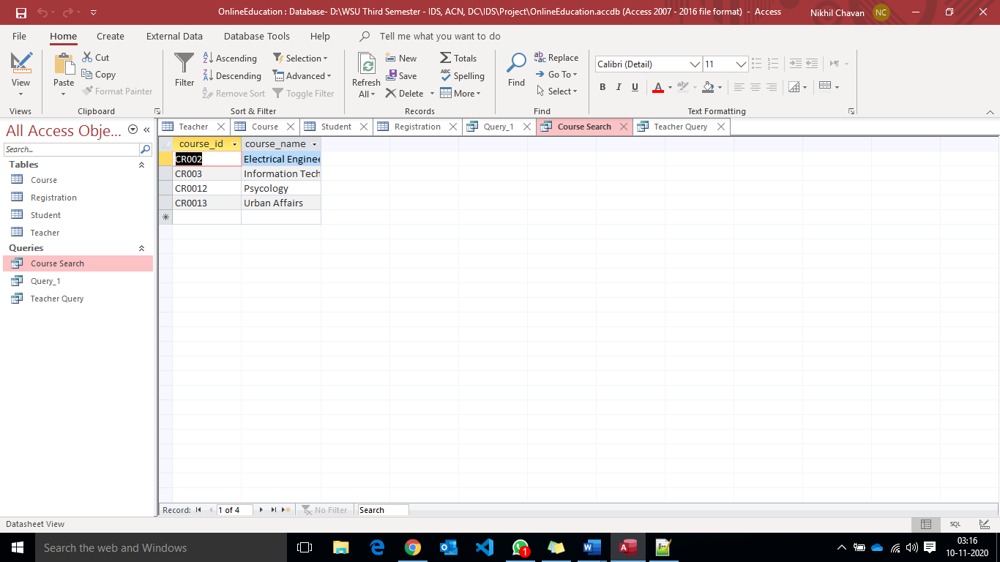 OnlineEducation : Database- D:\WSU Third Semester - IDS, ACN, DC\IDS\Project\OnlineEducation.accdb (Access 2007 - 2016 file format) - Access
Nikhil Chavan NC
File Home Create External Data Database Tools Help Tell me what you want to do
View
Views
Paste
Cut
Copy
Format Painter
Clipboard
Filter
Ascending
Descending
Remove Sort
Selection
Advanced
Toggle Filter
Sort & Filter
Refresh
All
New
Save
Delete
Totals
Spelling
More
Records
Find
Replace
Go To
Select
Find
Calibri (Detail) 11
B I U
Text Formatting
All Access Obje...
Search...
Tables
Course
Registration
Student
Teacher
Queries
Course Search
Query_1
Teacher Query
Teacher Course Student Registration Query_1 Course Search Teacher Query
course_id course_name
CR002 Electrical Enginee
CR003 Information Tech
CR0012 Psycology
CR0013 Urban Affairs
Record: 1 of 4 No Filter Search
Datasheet View
SQL
Search the web and Windows
1
03:16
10-11-2020